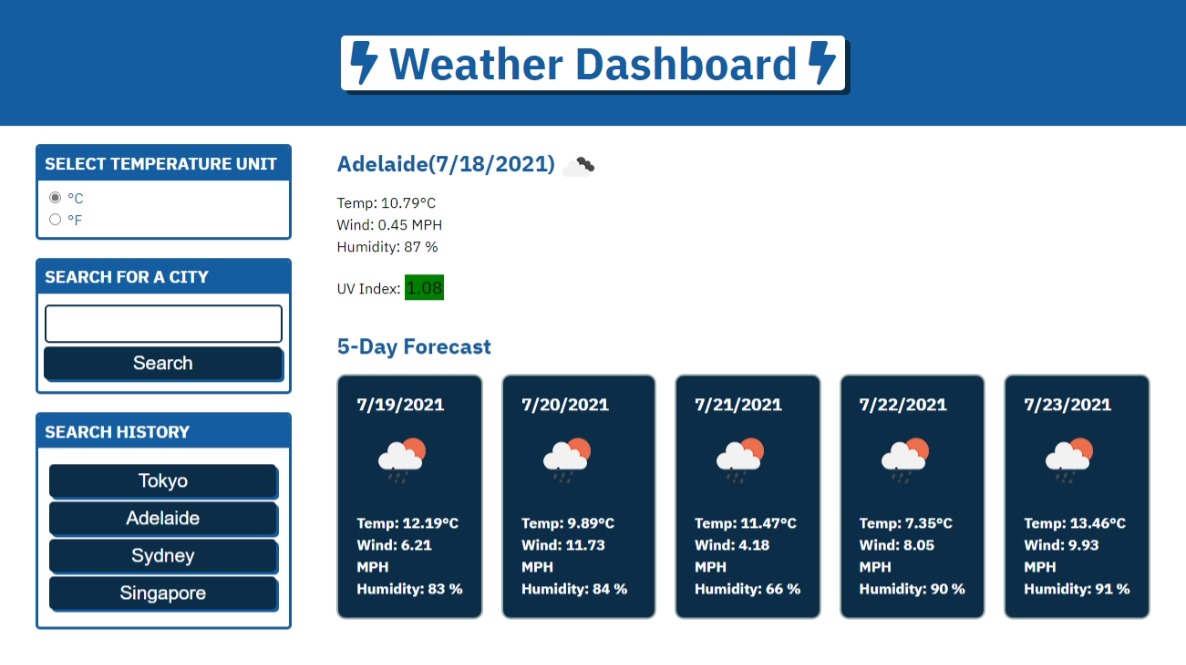 Weather Dashboard
SELECT TEMPERATURE UNIT
°C
°F
SEARCH FOR A CITY
Search
SEARCH HISTORY
Tokyo
Adelaide
Sydney
Singapore
Adelaide(7/18/2021)
Temp: 10.79°C
Wind: 0.45 MPH
Humidity: 87 %
UV Index: 1.08
5-Day Forecast
7/19/2021
Temp: 12.19°C
Wind: 6.21
MPH
Humidity: 83 %
7/20/2021
Temp: 9.89°C
Wind: 11.73
MPH
Humidity: 84 %
7/21/2021
Temp: 11.47°C
Wind: 4.18
MPH
Humidity: 66 %
7/22/2021
Temp: 7.35°C
Wind: 8.05
MPH
Humidity: 90 %
7/23/2021
Temp: 13.46°C
Wind: 9.93
MPH
Humidity: 91 %